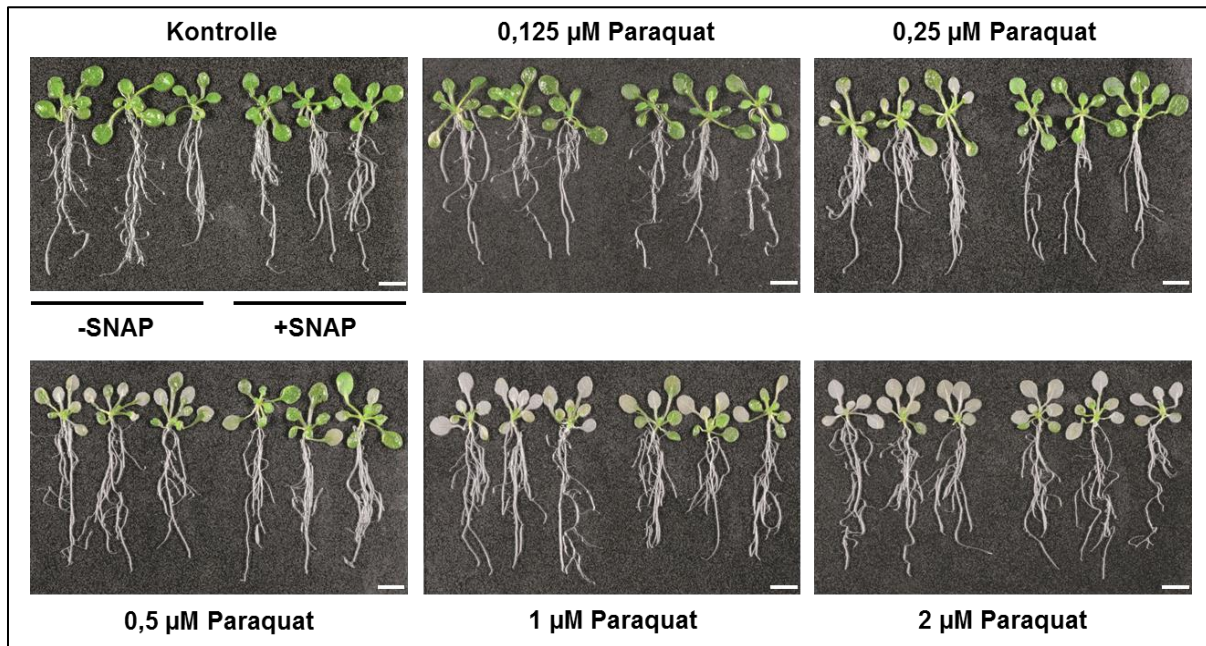 Kontrolle
0,125 µM Paraquat
0,25 µM Paraquat
-SNAP
+SNAP
0,5 µM Paraquat
1 µM Paraquat
2 µM Paraquat